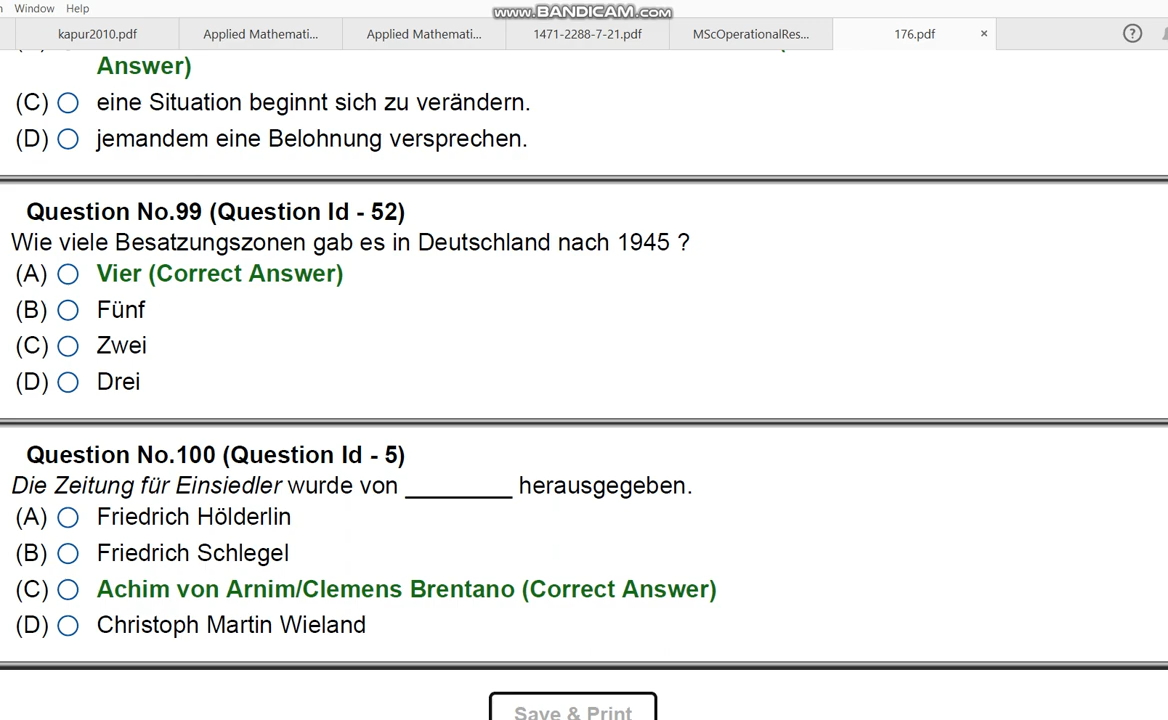 Window Help
www.BANDICAM.com
kapur2010.pdf Applied Mathemati... Applied Mathemati... 1471-2288-7-21.pdf MScOperationalRes... 176.pdf × ?
Answer)
(C) eine Situation beginnt sich zu verändern.
(D) jemandem eine Belohnung versprechen.
Question No.99 (Question Id - 52)
Wie viele Besatzungszonen gab es in Deutschland nach 1945 ?
(A) Vier (Correct Answer)
(B) Fünf
(C) Zwei
(D) Drei
Question No.100 (Question Id - 5)
Die Zeitung für Einsiedler wurde von ________ herausgegeben.
(A) Friedrich Hölderlin
(B) Friedrich Schlegel
(C) Achim von Arnim/Clemens Brentano (Correct Answer)
(D) Christoph Martin Wieland
Save & Print